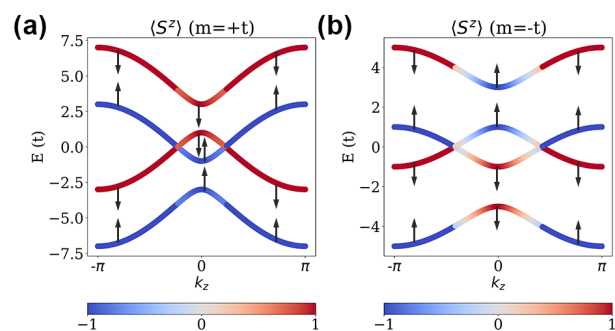 (a) ⟨S^z⟩ (m=+t)
E (t)
7.5
5.0
2.5
0.0
−2.5
−5.0
−7.5
-π 0 π
k_z
−1 0 1
(b) ⟨S^z⟩ (m=-t)
E (t)
4
2
0
−2
−4
-π 0 π
k_z
−1 0 1